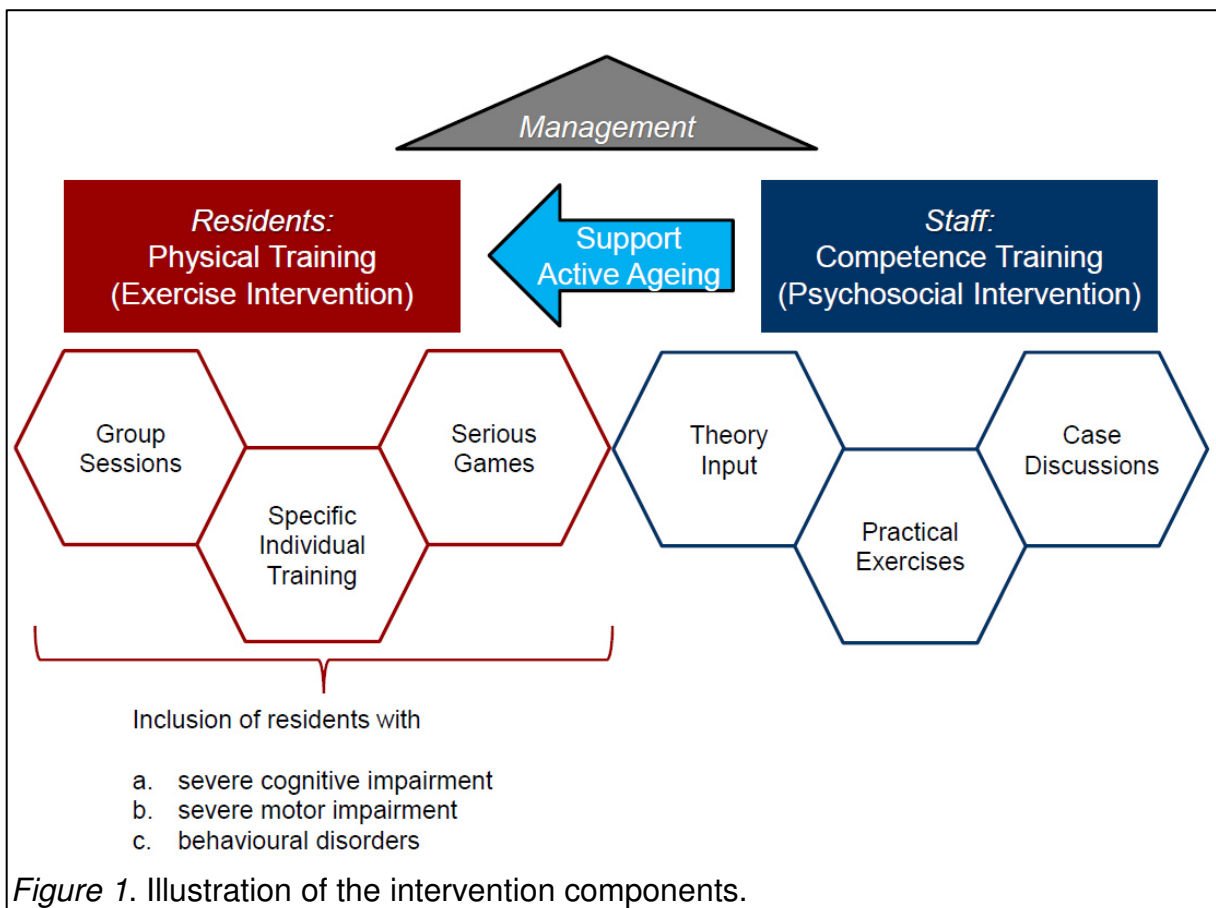 Management
Residents:
Physical Training
(Exercise Intervention)
Support
Active Ageing
Staff:
Competence Training
(Psychosocial Intervention)
Group
Sessions
Specific
Individual
Training
Serious
Games
Theory
Input
Practical
Exercises
Case
Discussions
Inclusion of residents with
a. severe cognitive impairment
b. severe motor impairment
c. behavioural disorders
Figure 1. Illustration of the intervention components.